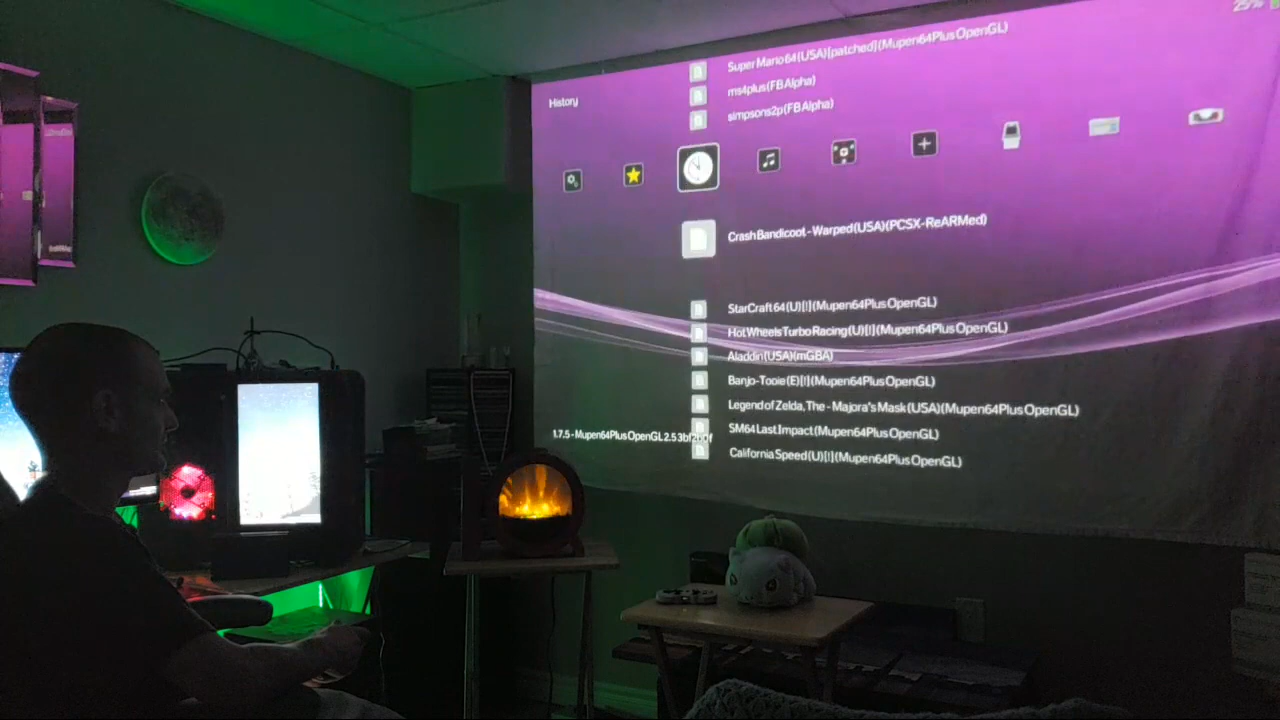 25%
Super Mario 64 (USA) [patched] (Mupen64Plus OpenGL)
History
ms4plus (FB Alpha)
simpsons2p (FB Alpha)
Crash Bandicoot - Warped (USA) (PCSX-ReARMed)
StarCraft 64 (U) [!] (Mupen64Plus OpenGL)
Hot Wheels Turbo Racing (U) [!] (Mupen64Plus OpenGL)
Aladdin (USA) (mGBA)
Banjo-Tooie (E) [!] (Mupen64Plus OpenGL)
Legend of Zelda, The - Majora's Mask (USA) (Mupen64Plus OpenGL)
SM64 Last Impact (Mupen64Plus OpenGL)
1.7.5 - Mupen64Plus OpenGL 2.5
California Speed (U) [!] (Mupen64Plus OpenGL)